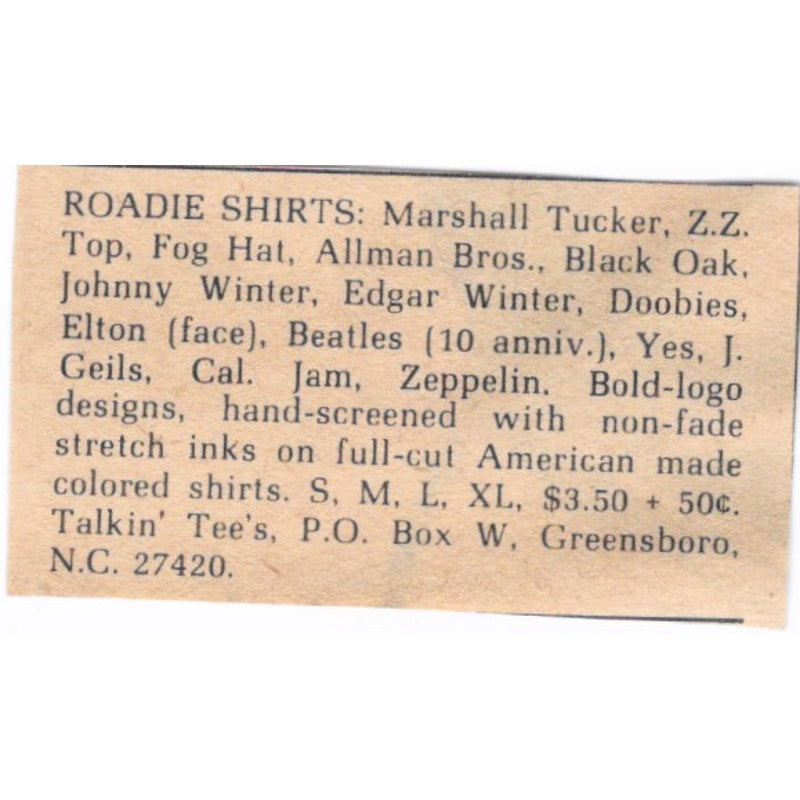 ROADIE SHIRTS: Marshall Tucker, Z.Z.
Top, Fog Hat, Allman Bros., Black Oak,
Johnny Winter, Edgar Winter, Doobies,
Elton (face), Beatles (10 anniv.), Yes, J.
Geils, Cal. Jam, Zeppelin. Bold-logo
designs, hand-screened with non-fade
stretch inks on full-cut American made
colored shirts. S, M, L, XL, $3.50 + 50¢.
Talkin' Tee's, P.O. Box W, Greensboro,
N.C. 27420.